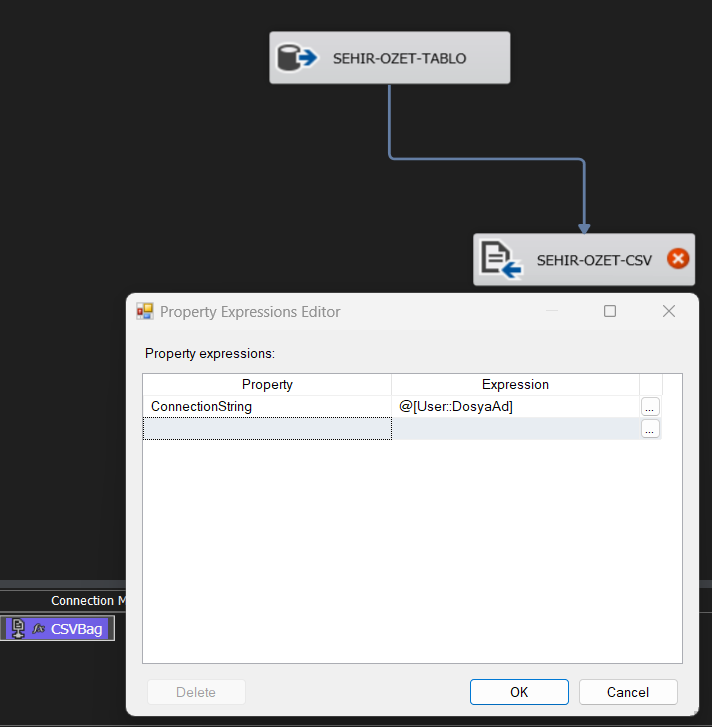 SEHIR-OZET-TABLO
SEHIR-OZET-CSV
Property Expressions Editor
Property expressions:
Property Expression
ConnectionString @[User::DosyaAd] ...
...
Connection M
fx CSVBag
Delete OK Cancel